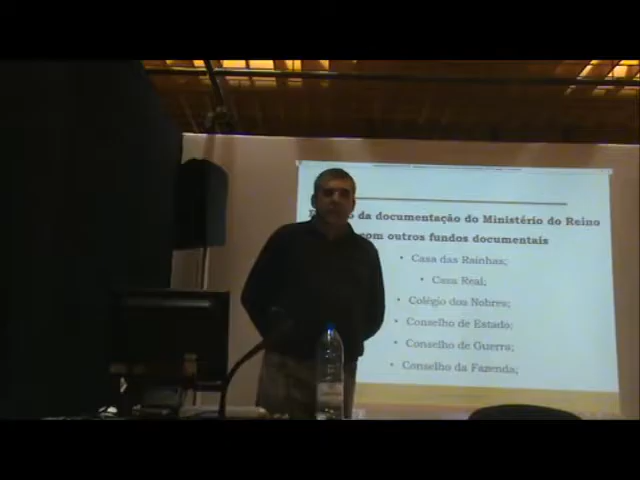 da documentação do Ministério do Reino
com outros fundos documentais
• Casa das Rainhas;
• Casa Real;
• Colégio dos Nobres;
• Conselho de Estado;
• Conselho de Guerra;
• Conselho da Fazenda;